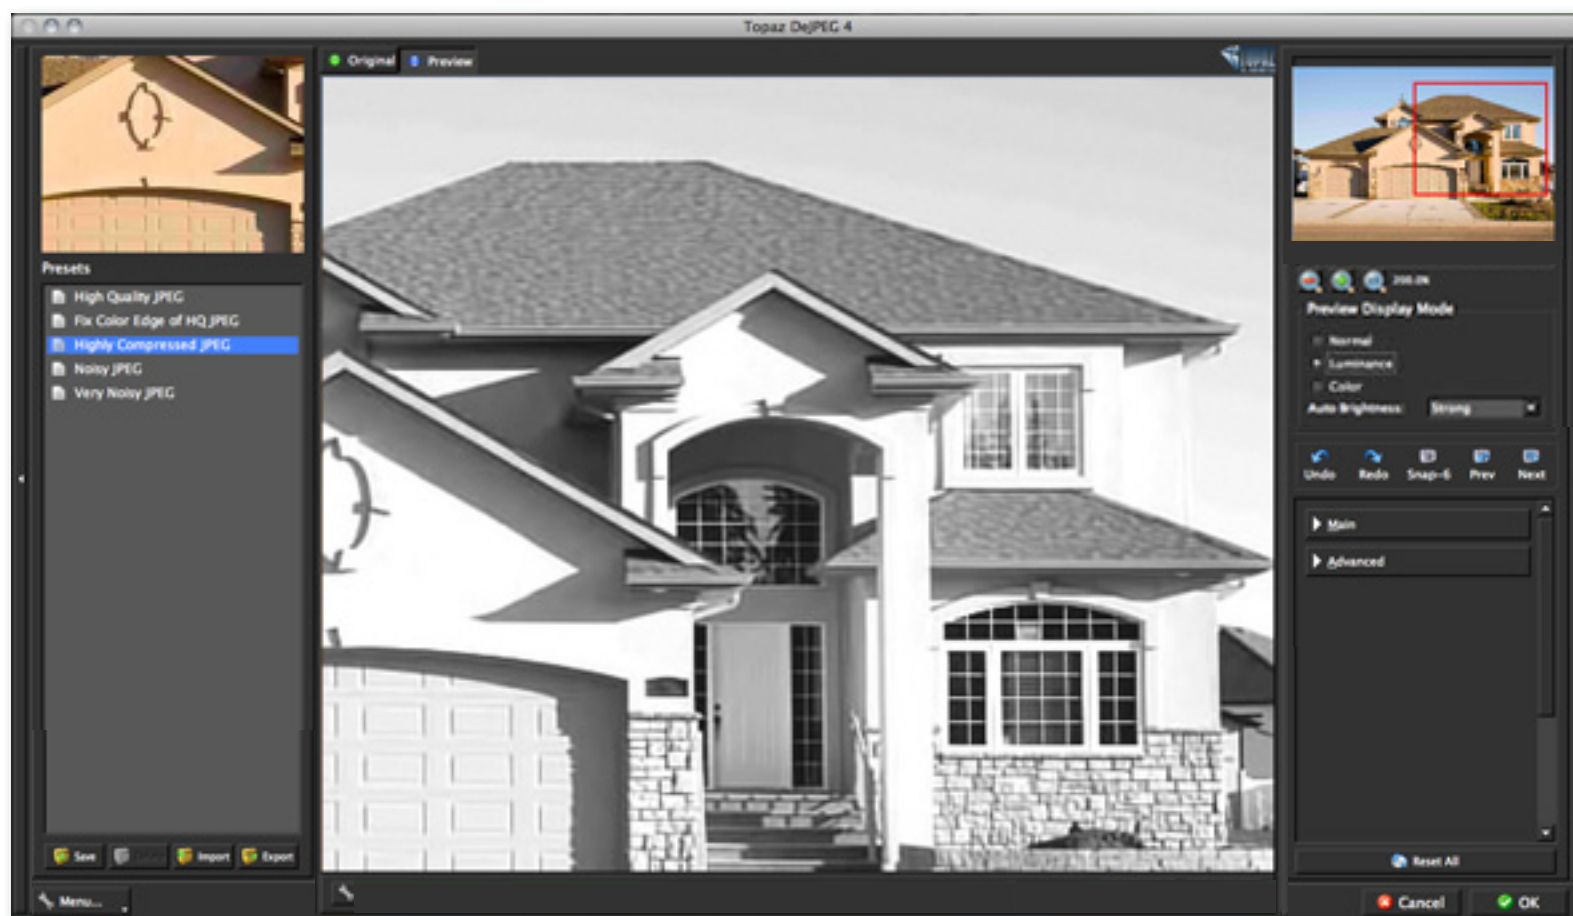 Topaz DeJPEG 4
Original Preview
Presets
High Quality JPEG
Fix Color Edge of HQ JPEG
Highly Compressed JPEG
Noisy JPEG
Very Noisy JPEG
Save Import Export
Menu...
200.0%
Preview Display Mode
Normal
Luminance
Color
Auto Brightness: Strong
Undo Redo Snap-6 Prev Next
Main
Advanced
Reset All
Cancel OK